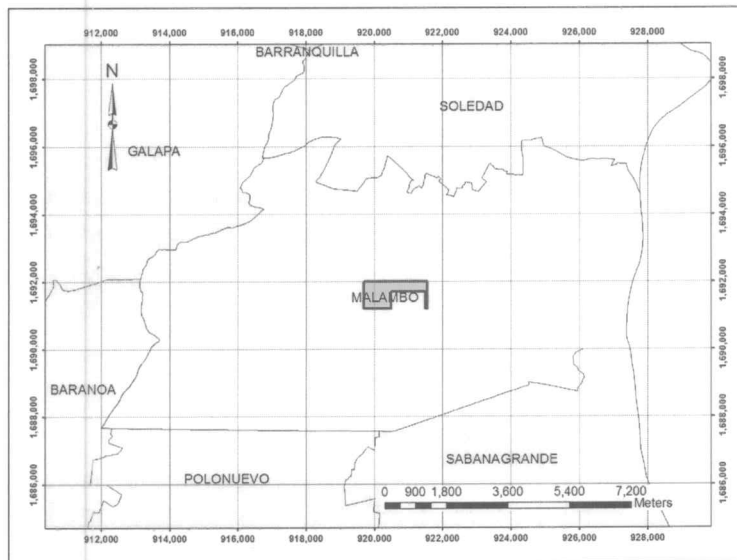 912,000 914,000 916,000 918,000 920,000 922,000 924,000 926,000 928,000
BARRANQUILLA
1,698,000 1,698,000
N
SOLEDAD
GALAPA
1,696,000 1,696,000
1,694,000 1,694,000
1,692,000 1,692,000
MALAMBO
1,690,000 1,690,000
BARANOA
1,688,000 1,688,000
SABANAGRANDE
POLONUEVO
1,686,000 1,686,000
0 900 1,800 3,600 5,400 7,200
Meters
912,000 914,000 916,000 918,000 920,000 922,000 924,000 926,000 928,000